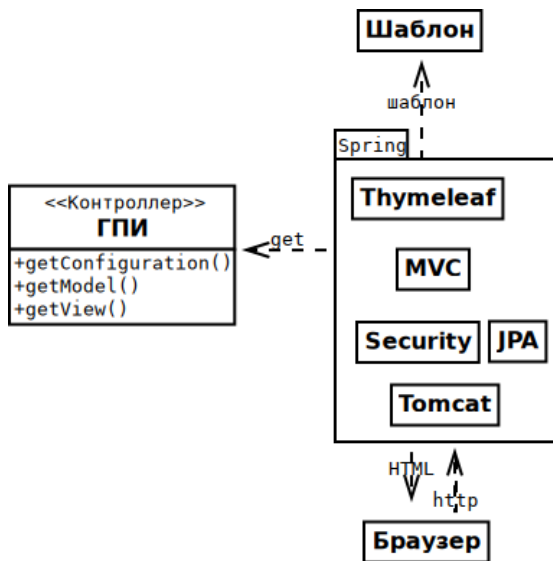 Шаблон
шаблон
Spring
Thymeleaf
<<Контроллер>>
ГПИ
get
+getConfiguration()
+getModel()
+getView()
MVC
Security
JPA
Tomcat
HTML
http
Браузер